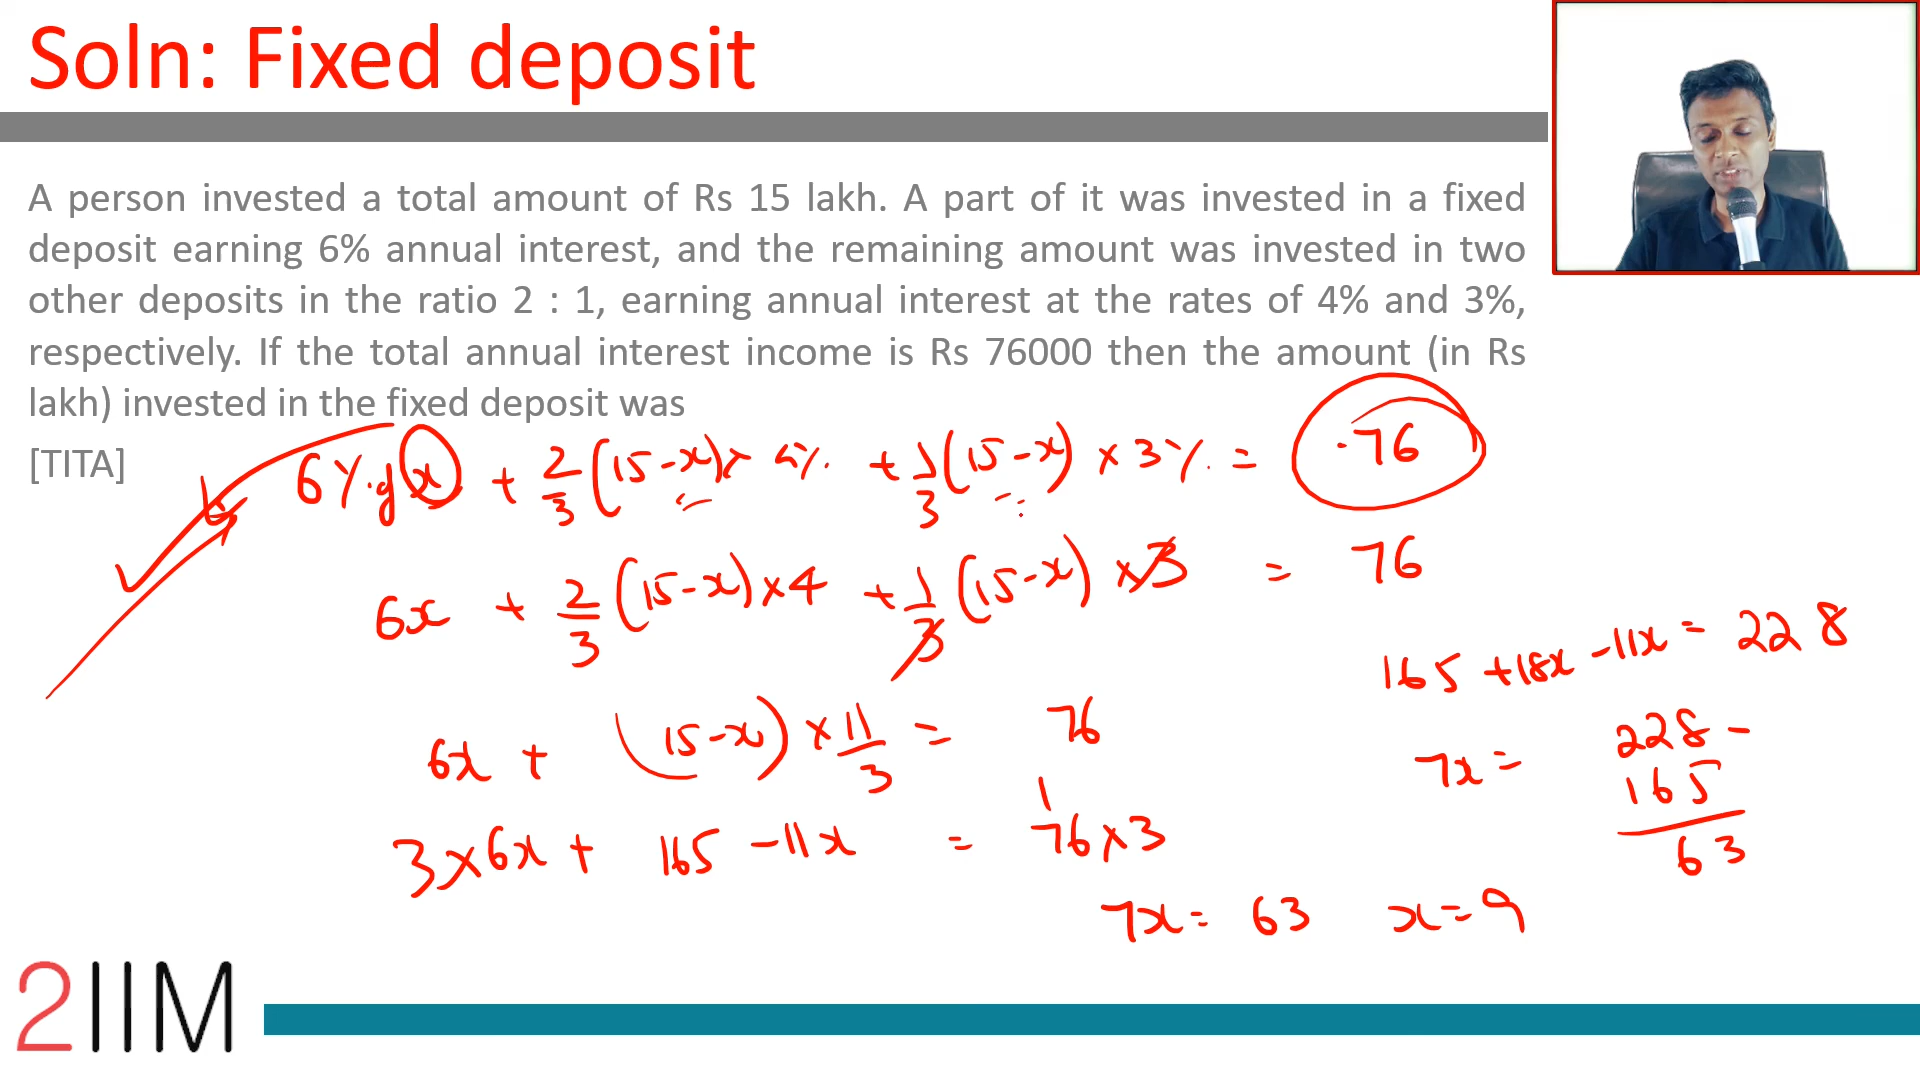 Soln: Fixed deposit
A person invested a total amount of Rs 15 lakh. A part of it was invested in a fixed
deposit earning 6% annual interest, and the remaining amount was invested in two
other deposits in the ratio 2 : 1, earning annual interest at the rates of 4% and 3%,
respectively. If the total annual interest income is Rs 76000 then the amount (in Rs
lakh) invested in the fixed deposit was
[TITA]
6% of x + 2/3 (15-x) × 4% + 1/3 (15-x) × 3% = .76
6x + 2/3 (15-x) × 4 + 1/3 (15-x) × 3 = 76
6x + (15-x) × 11/3 = 76
3×6x + 165 - 11x = 76×3
1
165 + 18x - 11x = 228
7x = 228 -
165
63
7x = 63 x = 9
2IIM